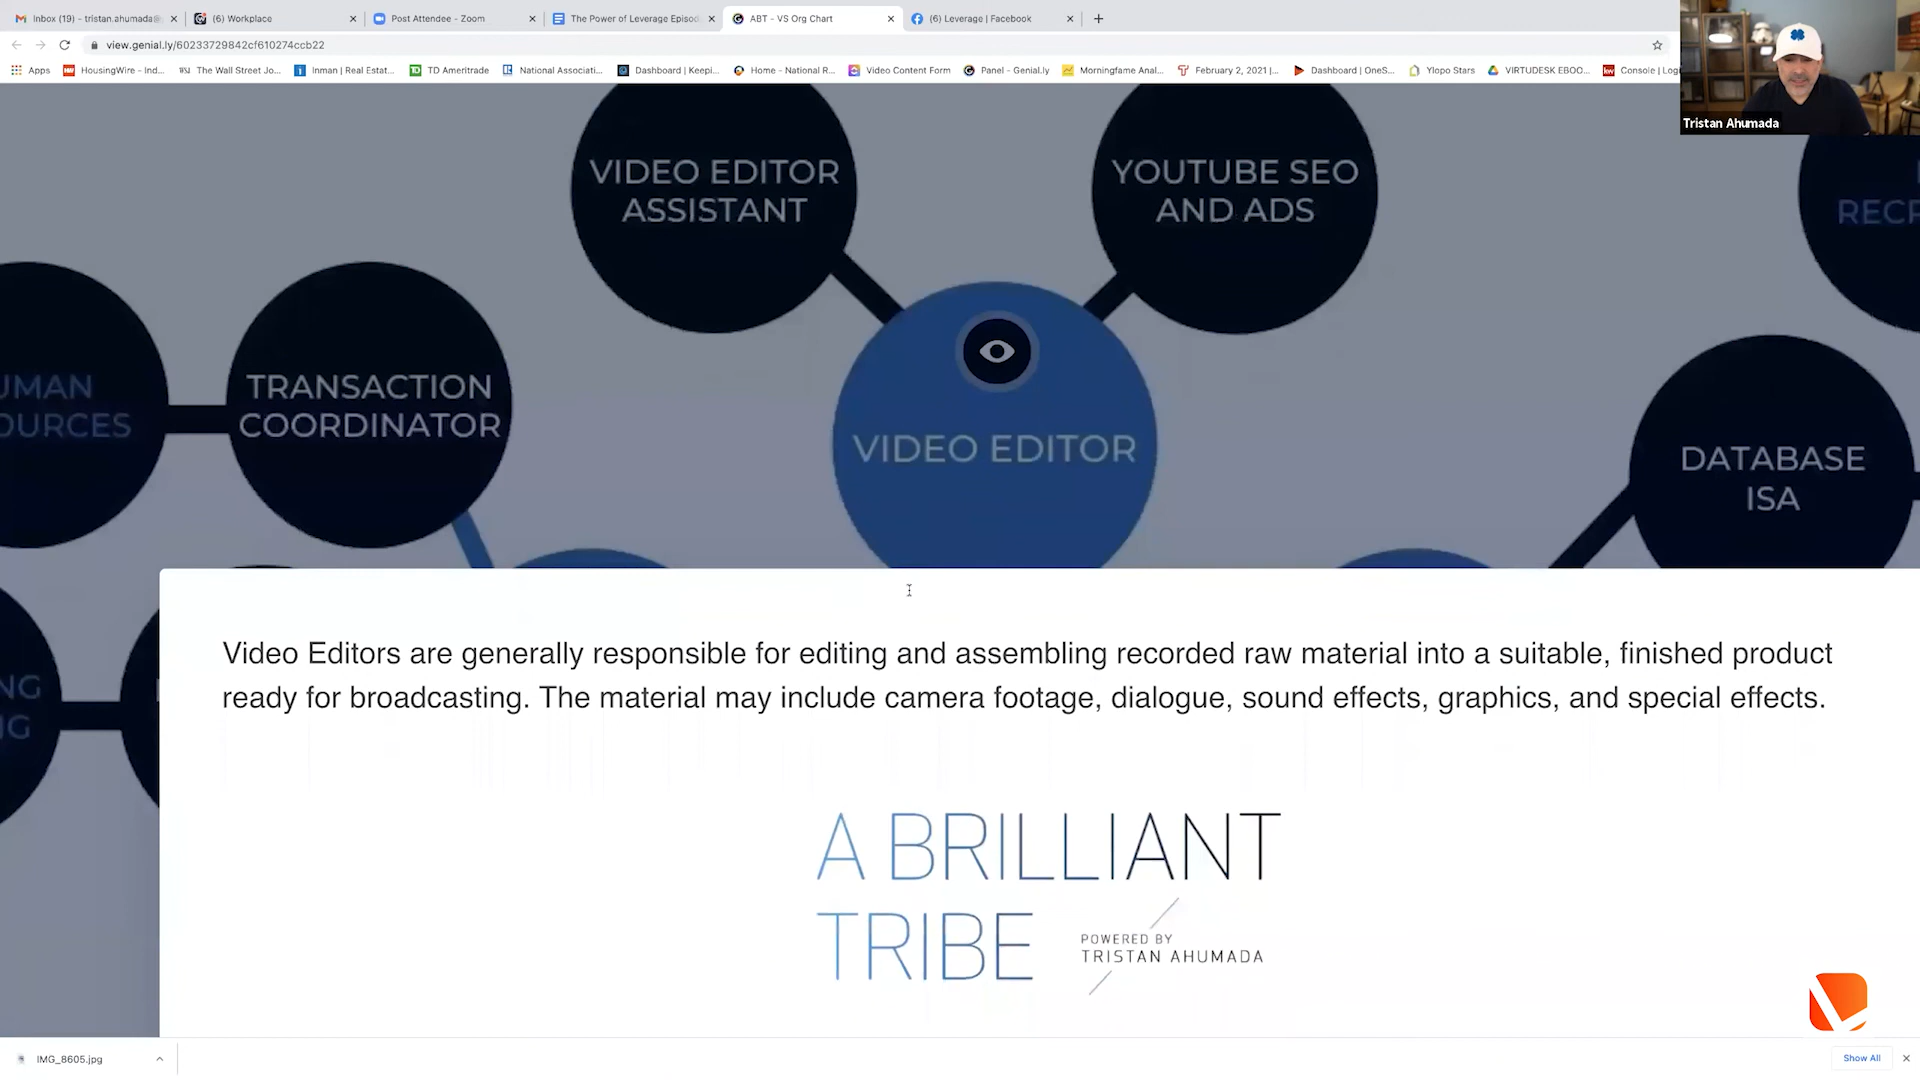 Inbox (19) - tristan.ahumada@
(6) Workplace
Post Attendee - Zoom
The Power of Leverage Episod
ABT - VS Org Chart
(6) Leverage | Facebook
view.genial.ly/60233729842cf610274ccb22
Apps
HousingWire - Ind...
The Wall Street Jo...
Inman | Real Estat...
TD Ameritrade
National Associati...
Dashboard | Keepi...
Home - National R...
Video Content Form
Panel - Genial.ly
Morningfame Anal...
February 2, 2021 |...
Dashboard | OneS...
Ylopo Stars
VIRTUDESK EBOO...
Console | Logi
Tristan Ahumada
VIDEO EDITOR
ASSISTANT
YOUTUBE SEO
AND ADS
RECR
UMAN
OURCES
TRANSACTION
COORDINATOR
VIDEO EDITOR
DATABASE
ISA
NG
G
Video Editors are generally responsible for editing and assembling recorded raw material into a suitable, finished product
ready for broadcasting. The material may include camera footage, dialogue, sound effects, graphics, and special effects.
A BRILLIANT
TRIBE
POWERED BY
TRISTAN AHUMADA
IMG_8605.jpg
Show All